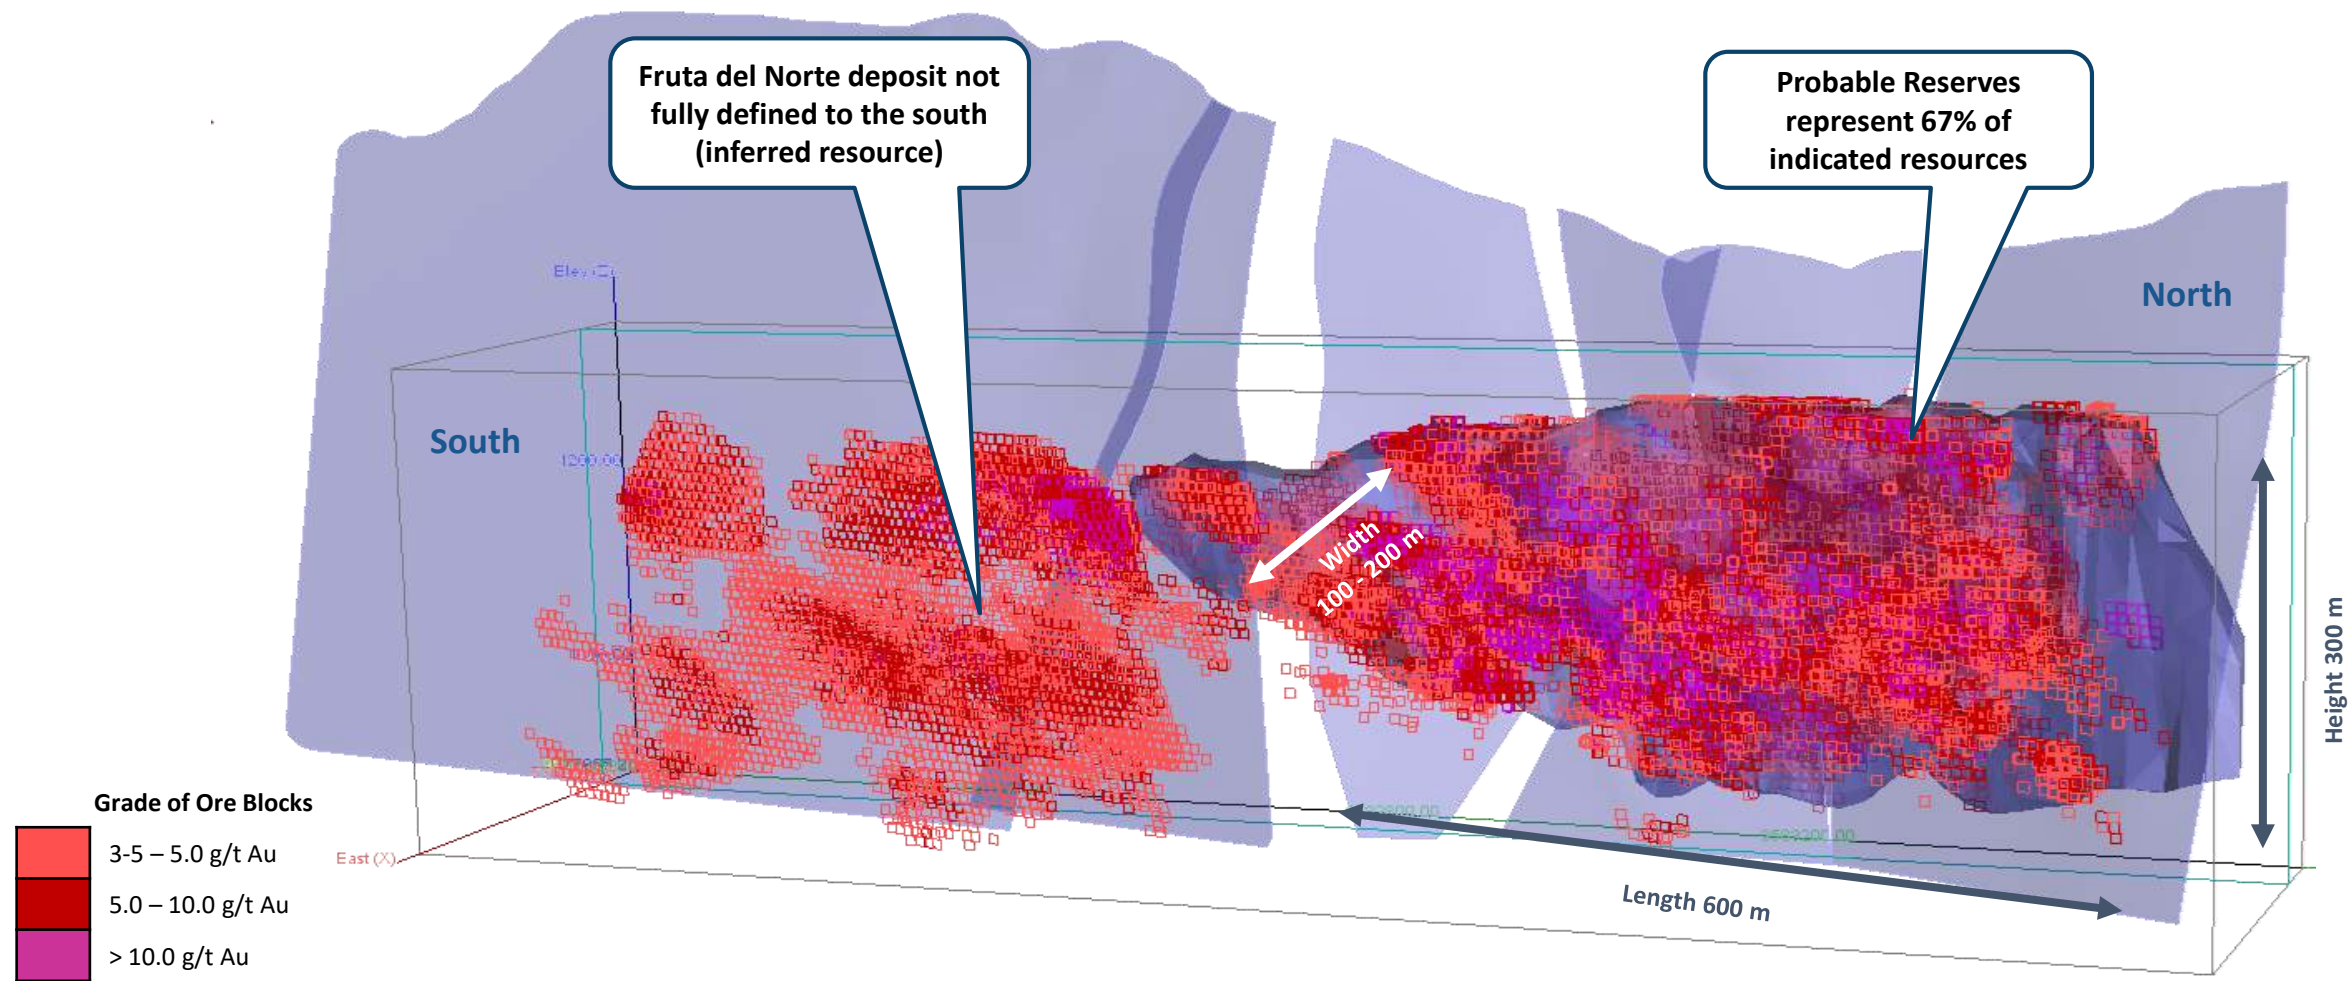 Fruta del Norte deposit not
fully defined to the south
(inferred resource)
Probable Reserves
represent 67% of
indicated resources
North
South
1200.00
Width
100 - 200 m
Height 300 m
Length 600 m
East (X)
Grade of Ore Blocks
3-5 – 5.0 g/t Au
5.0 – 10.0 g/t Au
> 10.0 g/t Au